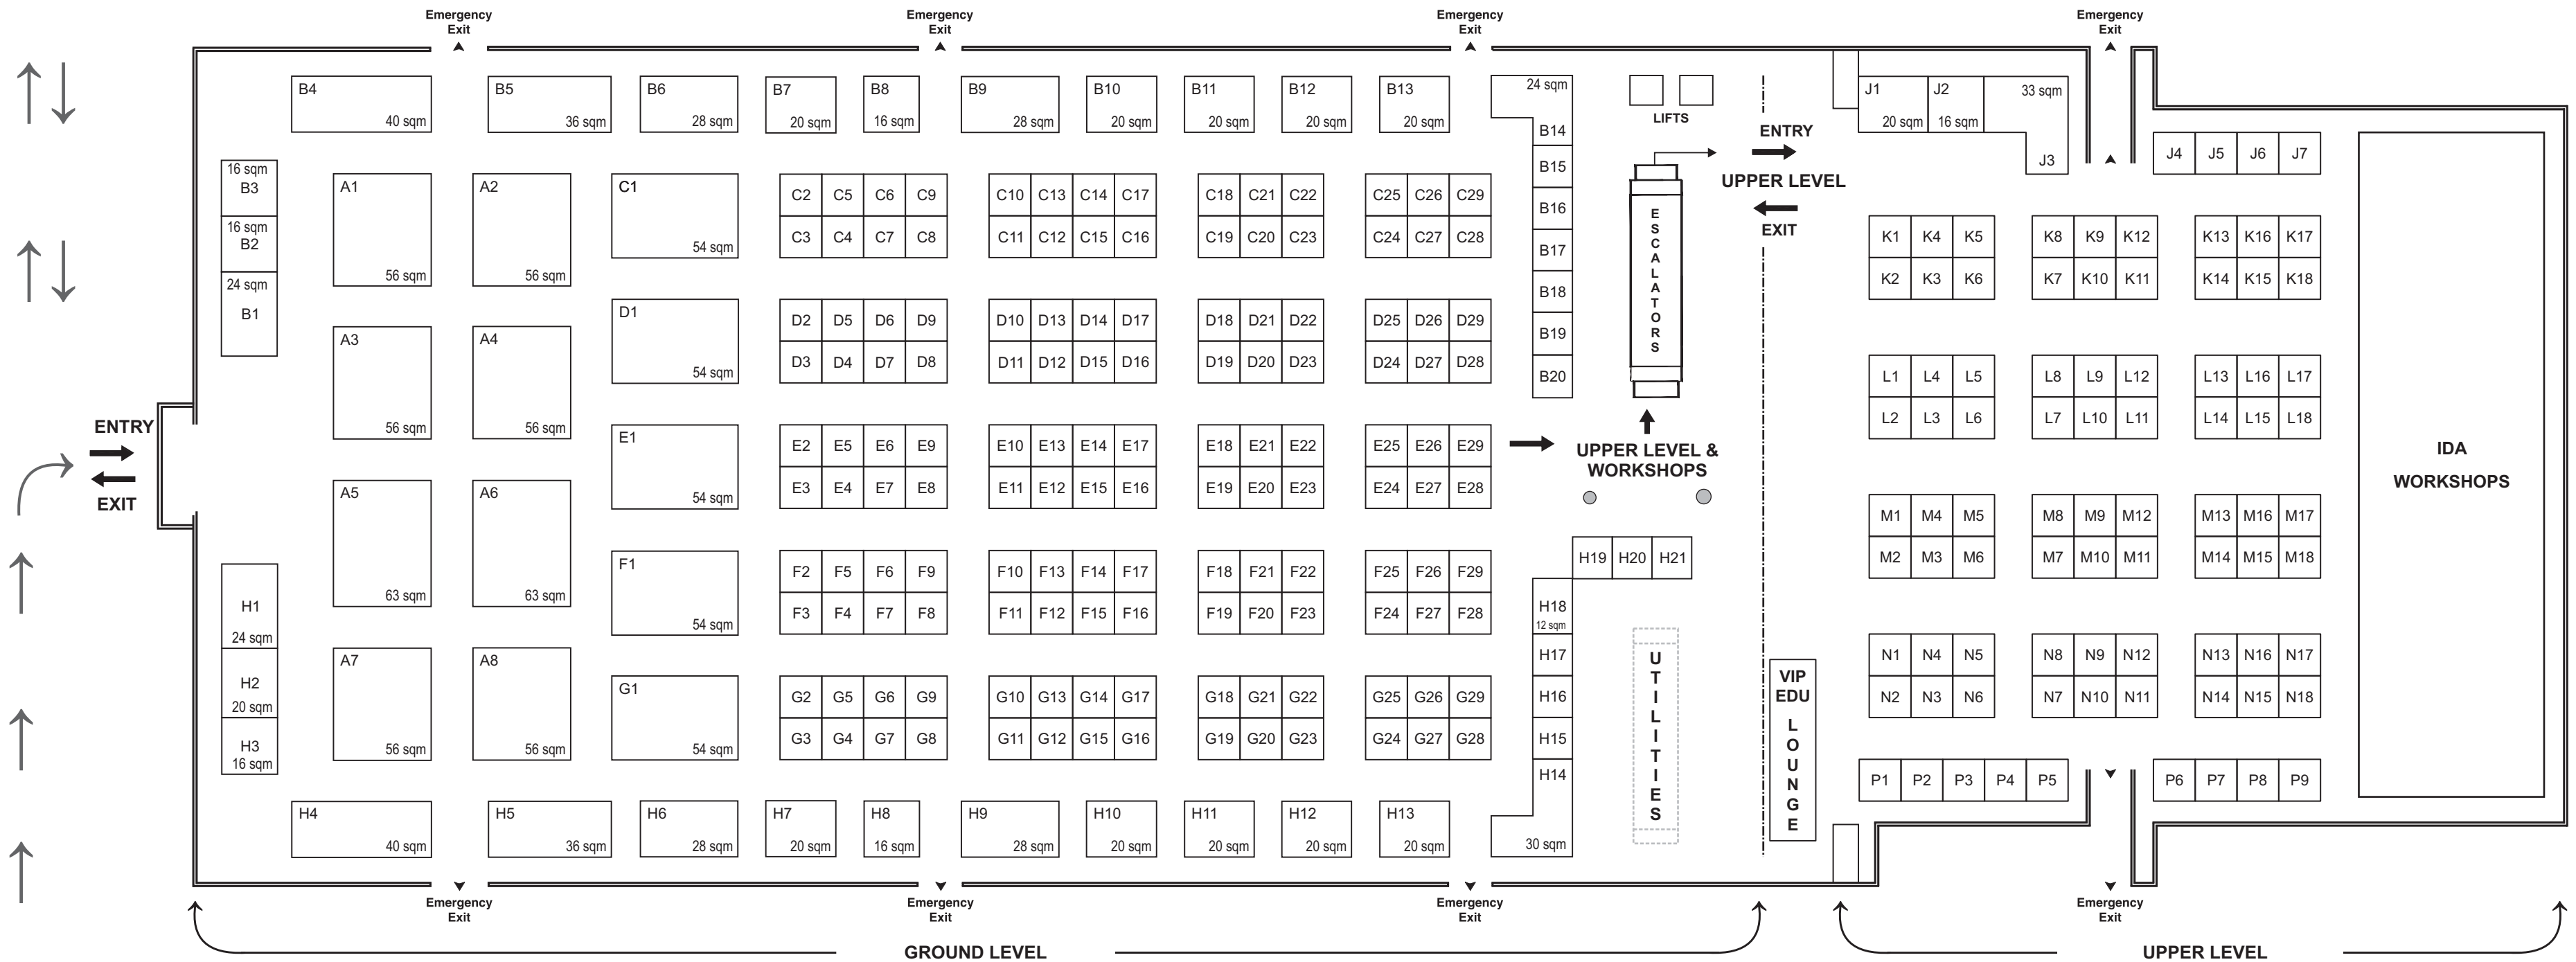 Emergency
Exit
Emergency
Exit
Emergency
Exit
Emergency
Exit
B4
40 sqm
B5
36 sqm
B6
28 sqm
B7
20 sqm
B8
16 sqm
B9
28 sqm
B10
20 sqm
B11
20 sqm
B12
20 sqm
B13
20 sqm
24 sqm
B14
B15
B16
B17
B18
B19
B20
LIFTS
ENTRY
UPPER LEVEL
EXIT
ESCALATORS
16 sqm
B3
16 sqm
B2
24 sqm
B1
A1
56 sqm
A2
56 sqm
A3
56 sqm
A4
56 sqm
A5
63 sqm
A6
63 sqm
A7
56 sqm
A8
56 sqm
ENTRY
EXIT
H1
24 sqm
H2
20 sqm
H3
16 sqm
C1
54 sqm
C2 C5 C6 C9 C10 C13 C14 C17 C18 C21 C22 C25 C26 C29
C3 C4 C7 C8 C11 C12 C15 C16 C19 C20 C23 C24 C27 C28
D1
54 sqm
D2 D5 D6 D9 D10 D13 D14 D17 D18 D21 D22 D25 D26 D29
D3 D4 D7 D8 D11 D12 D15 D16 D19 D20 D23 D24 D27 D28
E1
54 sqm
E2 E5 E6 E9 E10 E13 E14 E17 E18 E21 E22 E25 E26 E29
E3 E4 E7 E8 E11 E12 E15 E16 E19 E20 E23 E24 E27 E28
F1
54 sqm
F2 F5 F6 F9 F10 F13 F14 F17 F18 F21 F22 F25 F26 F29
F3 F4 F7 F8 F11 F12 F15 F16 F19 F20 F23 F24 F27 F28
G1
54 sqm
G2 G5 G6 G9 G10 G13 G14 G17 G18 G21 G22 G25 G26 G29
G3 G4 G7 G8 G11 G12 G15 G16 G19 G20 G23 G24 G27 G28
UPPER LEVEL &
WORKSHOPS
H19 H20 H21
H18
12 sqm
H17
H16
H15
H14
30 sqm
UTILITIES
VIP
EDU
LOUNGE
H4
40 sqm
H5
36 sqm
H6
28 sqm
H7
20 sqm
H8
16 sqm
H9
28 sqm
H10
20 sqm
H11
20 sqm
H12
20 sqm
H13
20 sqm
J1
20 sqm
J2
16 sqm
33 sqm
J3
J4 J5 J6 J7
K1 K4 K5 K8 K9 K12 K13 K16 K17
K2 K3 K6 K7 K10 K11 K14 K15 K18
L1 L4 L5 L8 L9 L12 L13 L16 L17
L2 L3 L6 L7 L10 L11 L14 L15 L18
M1 M4 M5 M8 M9 M12 M13 M16 M17
M2 M3 M6 M7 M10 M11 M14 M15 M18
N1 N4 N5 N8 N9 N12 N13 N16 N17
N2 N3 N6 N7 N10 N11 N14 N15 N18
P1 P2 P3 P4 P5 P6 P7 P8 P9
IDA
WORKSHOPS
Emergency
Exit
Emergency
Exit
Emergency
Exit
Emergency
Exit
GROUND LEVEL
UPPER LEVEL